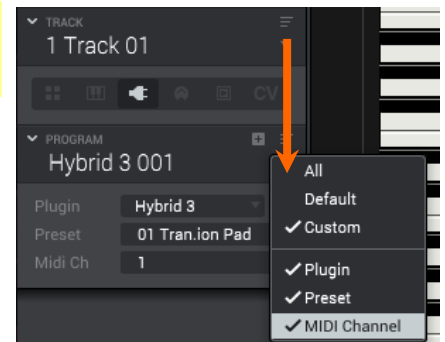 TRACK
1 Track 01
CV
PROGRAM
Hybrid 3 001
Plugin Hybrid 3
Preset 01 Tran.ion Pad
Midi Ch 1
All
Default
Custom
Plugin
Preset
MIDI Channel